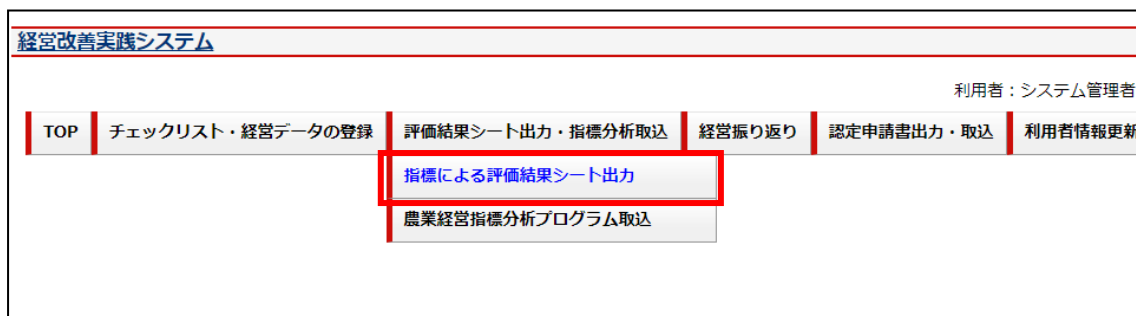 経営改善実践システム
利用者：システム管理者
TOP チェックリスト・経営データの登録 評価結果シート出力・指標分析取込 経営振り返り 認定申請書出力・取込 利用者情報更新
指標による評価結果シート出力
農業経営指標分析プログラム取込